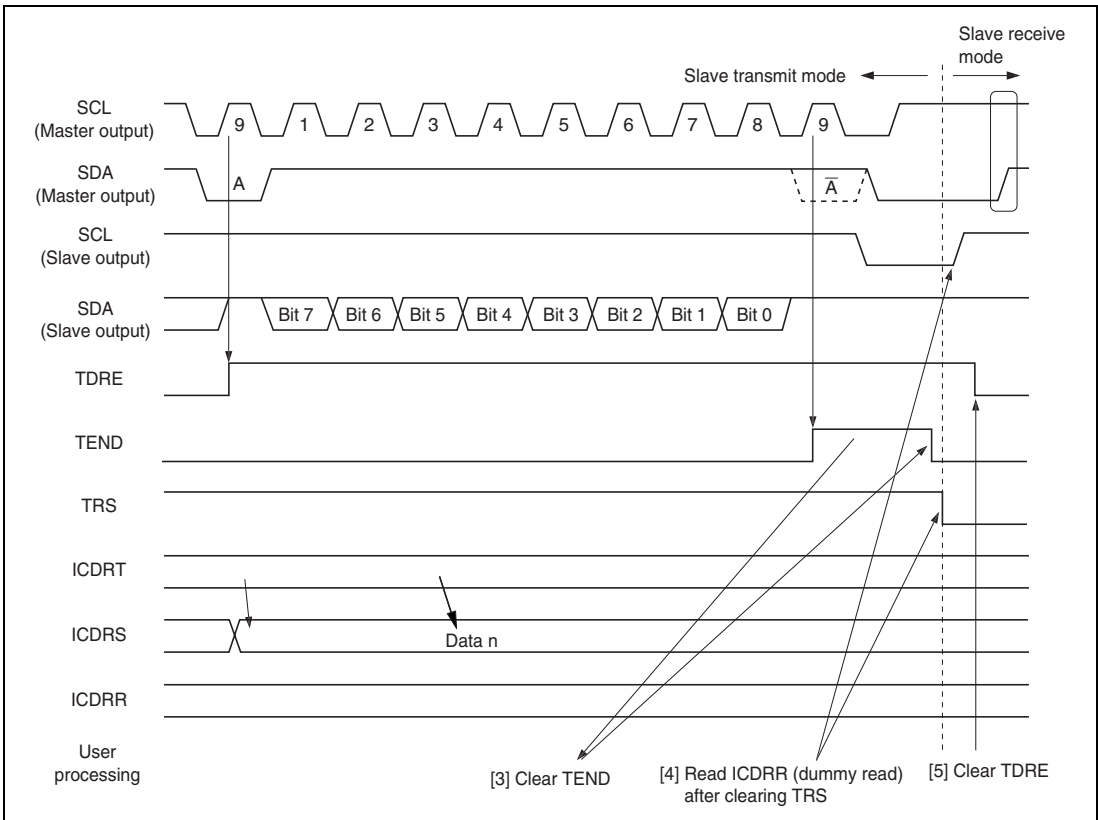 Slave receive
mode
Slave transmit mode
SCL
(Master output)
9 1 2 3 4 5 6 7 8 9
SDA
(Master output)
A A̅
SCL
(Slave output)
SDA
(Slave output)
Bit 7 Bit 6 Bit 5 Bit 4 Bit 3 Bit 2 Bit 1 Bit 0
TDRE
TEND
TRS
ICDRT
ICDRS
Data n
ICDRR
User
processing
[3] Clear TEND
[4] Read ICDRR (dummy read)
after clearing TRS
[5] Clear TDRE